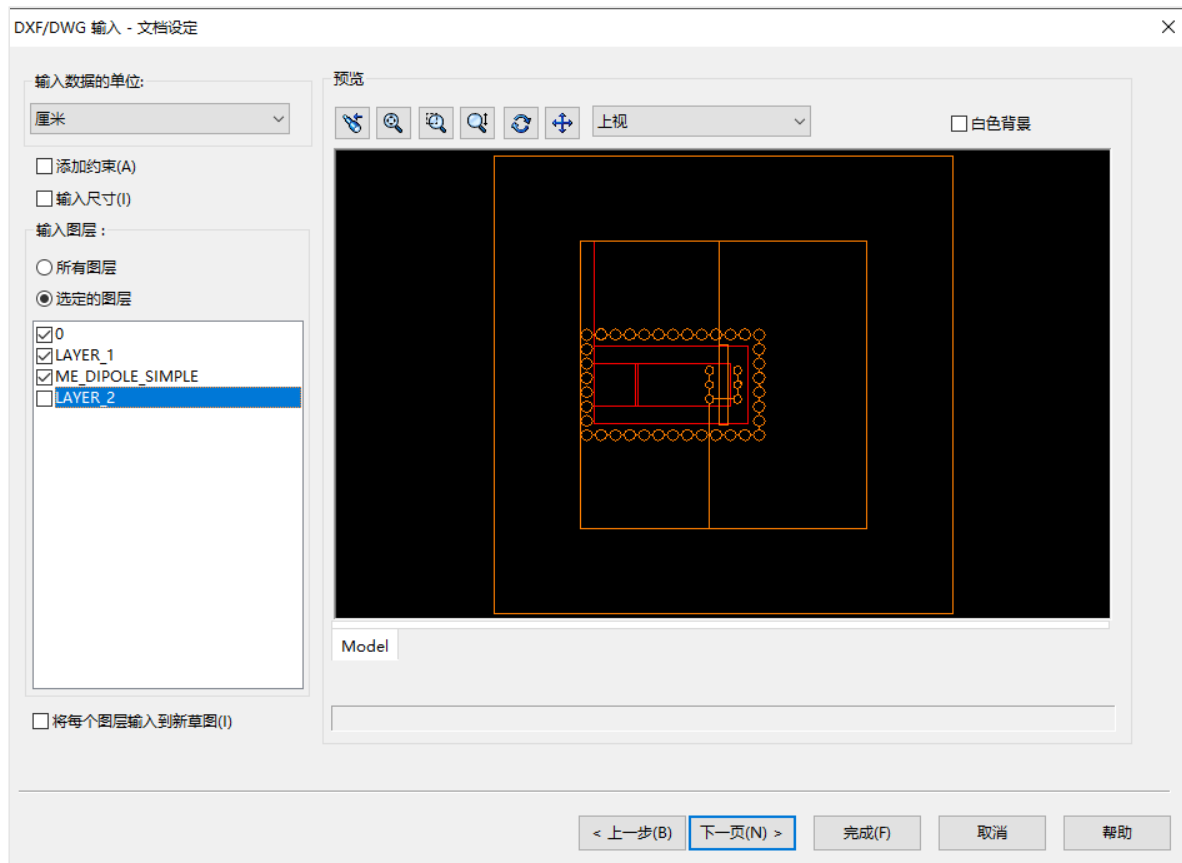 DXF/DWG 输入 - 文档设定
输入数据的单位:
厘米
添加约束(A)
输入尺寸(I)
输入图层：
所有图层
选定的图层
0
LAYER_1
ME_DIPOLE_SIMPLE
LAYER_2
将每个图层输入到新草图(I)
预览
上视
白色背景
Model
< 上一步(B)
下一页(N) >
完成(F)
取消
帮助